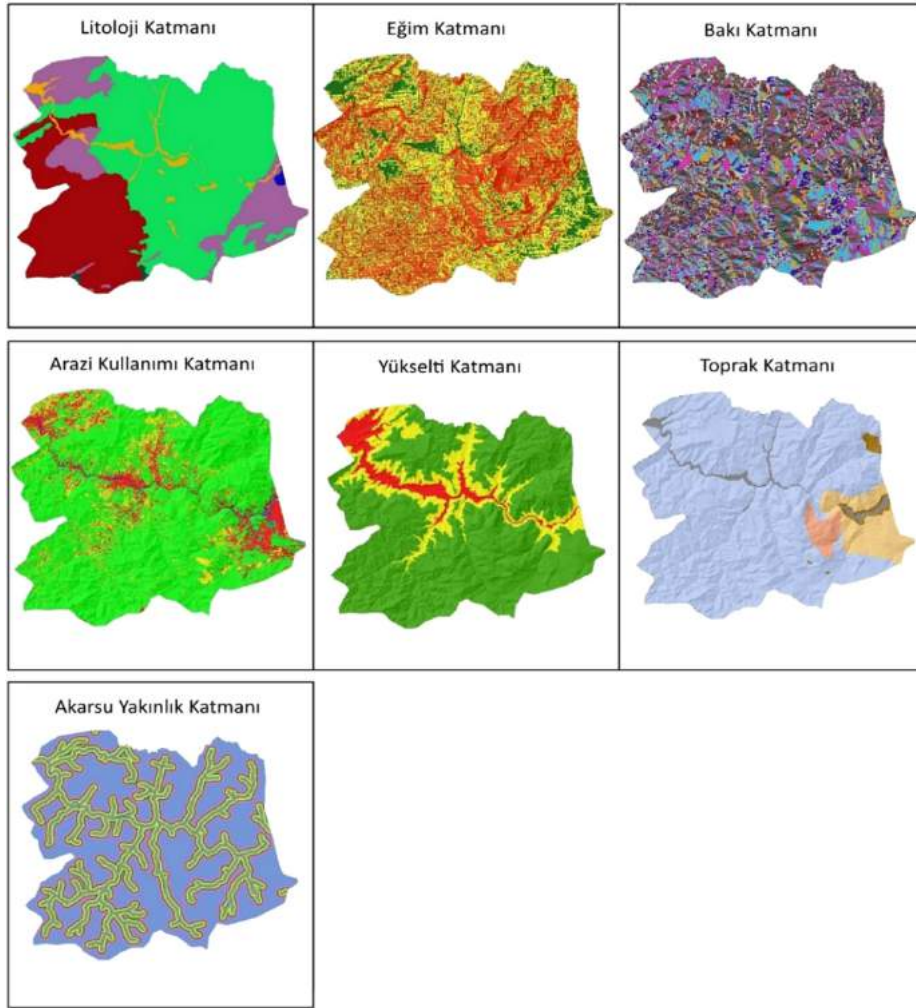 Litoloji Katmanı
Eğim Katmanı
Bakı Katmanı
Arazi Kullanımı Katmanı
Yükselti Katmanı
Toprak Katmanı
Akarsu Yakınlık Katmanı